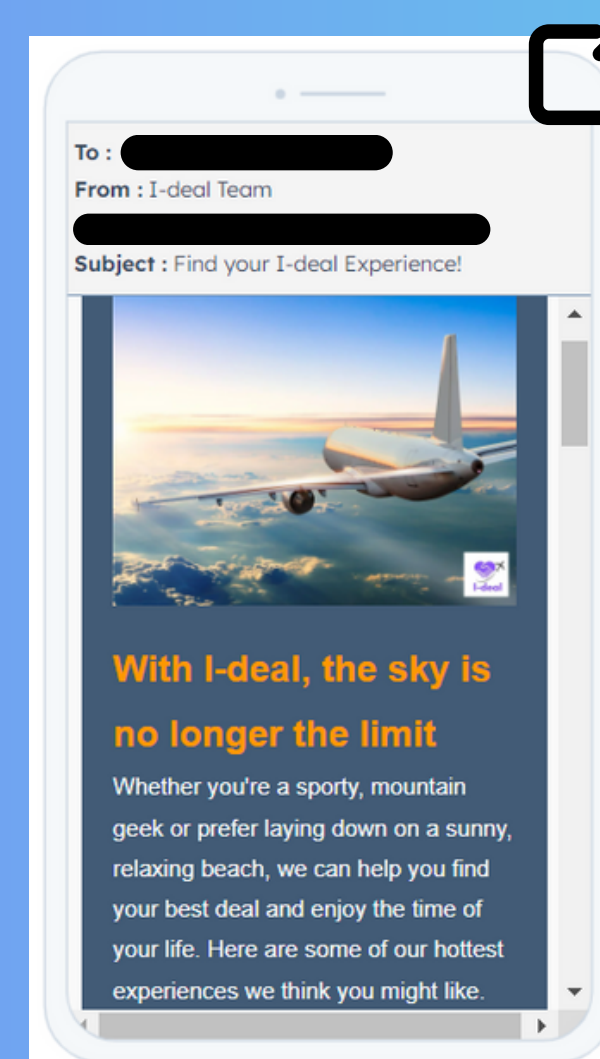 To :
From : I-deal Team
Subject : Find your I-deal Experience!
I-deal
With I-deal, the sky is
no longer the limit
Whether you're a sporty, mountain
geek or prefer laying down on a sunny,
relaxing beach, we can help you find
your best deal and enjoy the time of
your life. Here are some of our hottest
experiences we think you might like.